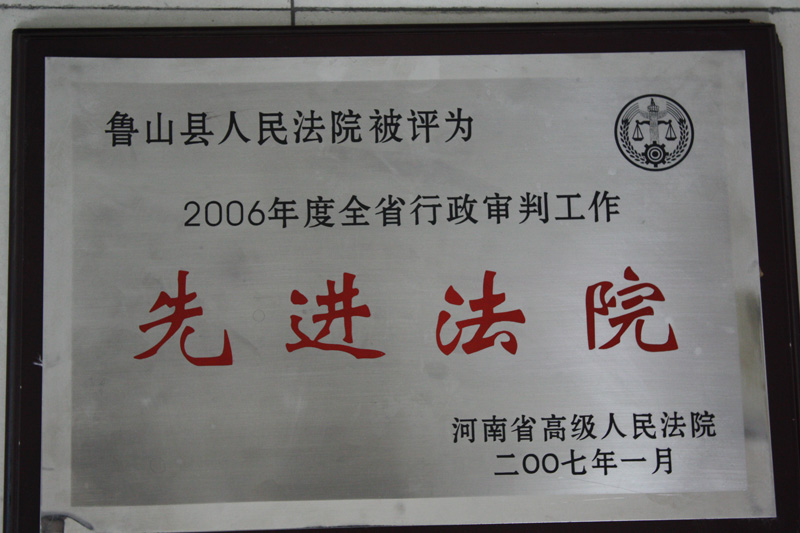 鲁山县人民法院被评为
2006年度全省行政审判工作
先进法院
河南省高级人民法院
二OO七年一月